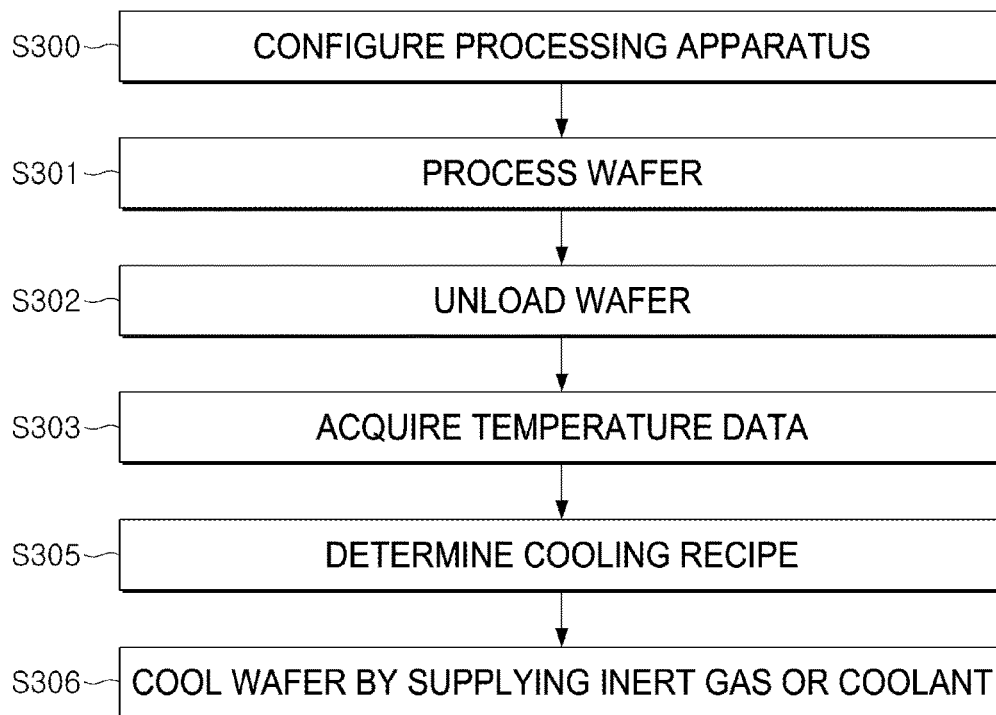 S300 CONFIGURE PROCESSING APPARATUS
S301 PROCESS WAFER
S302 UNLOAD WAFER
S303 ACQUIRE TEMPERATURE DATA
S305 DETERMINE COOLING RECIPE
S306 COOL WAFER BY SUPPLYING INERT GAS OR COOLANT